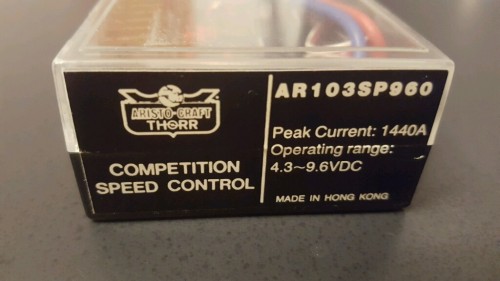 ARISTO-CRAFT
THORR
COMPETITION
SPEED CONTROL
AR103SP960
Peak Current: 1440A
Operating range:
4.3~9.6VDC
MADE IN HONG KONG